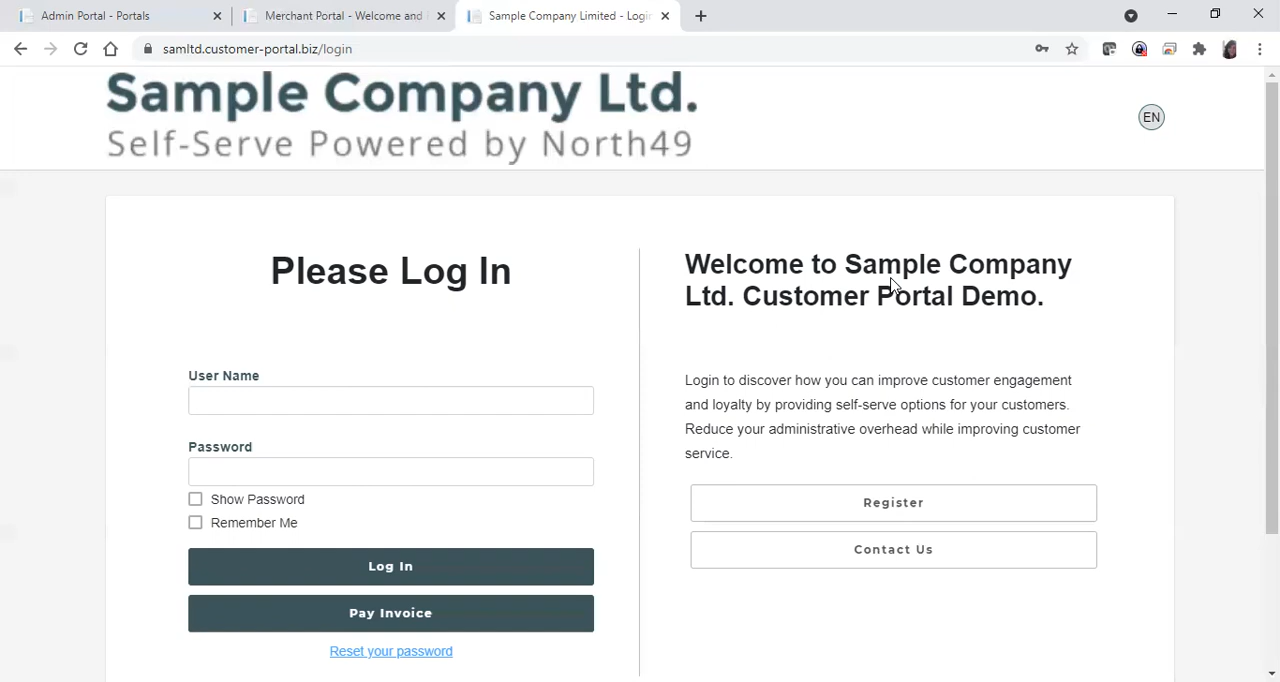 Admin Portal - Portals
Merchant Portal - Welcome and
Sample Company Limited - Login
samltd.customer-portal.biz/login
Sample Company Ltd.
Self-Serve Powered by North49
EN
Please Log In
User Name
Password
Show Password
Remember Me
Log In
Pay Invoice
Reset your password
Welcome to Sample Company
Ltd. Customer Portal Demo.
Login to discover how you can improve customer engagement
and loyalty by providing self-serve options for your customers.
Reduce your administrative overhead while improving customer
service.
Register
Contact Us